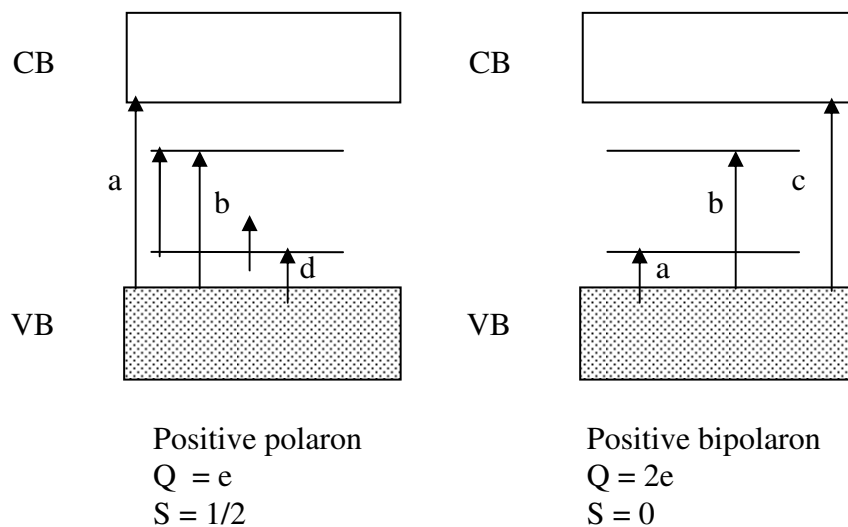 CB
a
b
d
VB
Positive polaron
Q = e
S = 1/2
CB
c
b
a
VB
Positive bipolaron
Q = 2e
S = 0